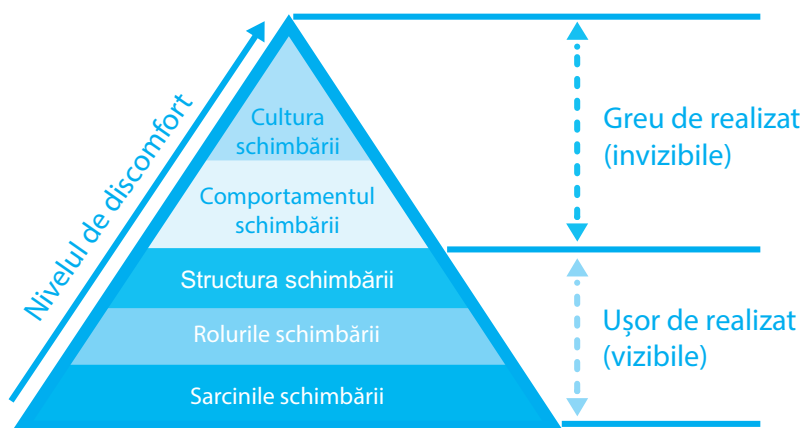 Nivelul de discomfort
Cultura
schimbării
Comportamentul
schimbării
Structura schimbării
Rolurile schimbării
Sarcinile schimbării
Greu de realizat
(invizibile)
Ușor de realizat
(vizibile)